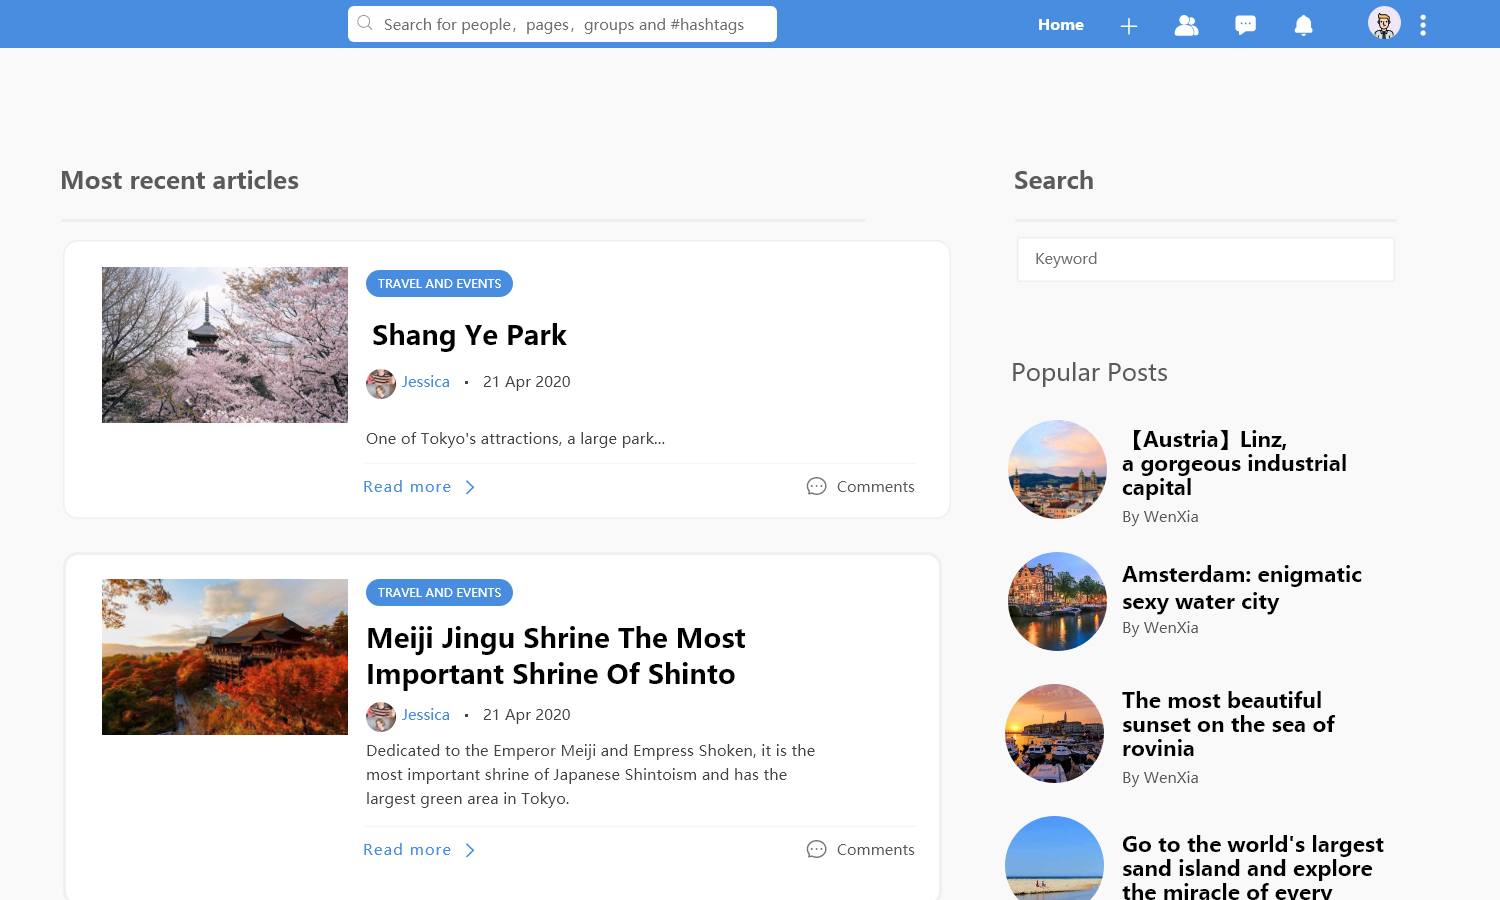 Search for people，pages，groups and #hashtags
Home
Most recent articles
TRAVEL AND EVENTS
Shang Ye Park
Jessica • 21 Apr 2020
One of Tokyo's attractions, a large park...
Read more
Comments
TRAVEL AND EVENTS
Meiji Jingu Shrine The Most
Important Shrine Of Shinto
Jessica • 21 Apr 2020
Dedicated to the Emperor Meiji and Empress Shoken, it is the
most important shrine of Japanese Shintoism and has the
largest green area in Tokyo.
Read more
Comments
Search
Keyword
Popular Posts
【Austria】Linz,
a gorgeous industrial
capital
By WenXia
Amsterdam: enigmatic
sexy water city
By WenXia
The most beautiful
sunset on the sea of
rovinia
By WenXia
Go to the world's largest
sand island and explore
the miracle of every